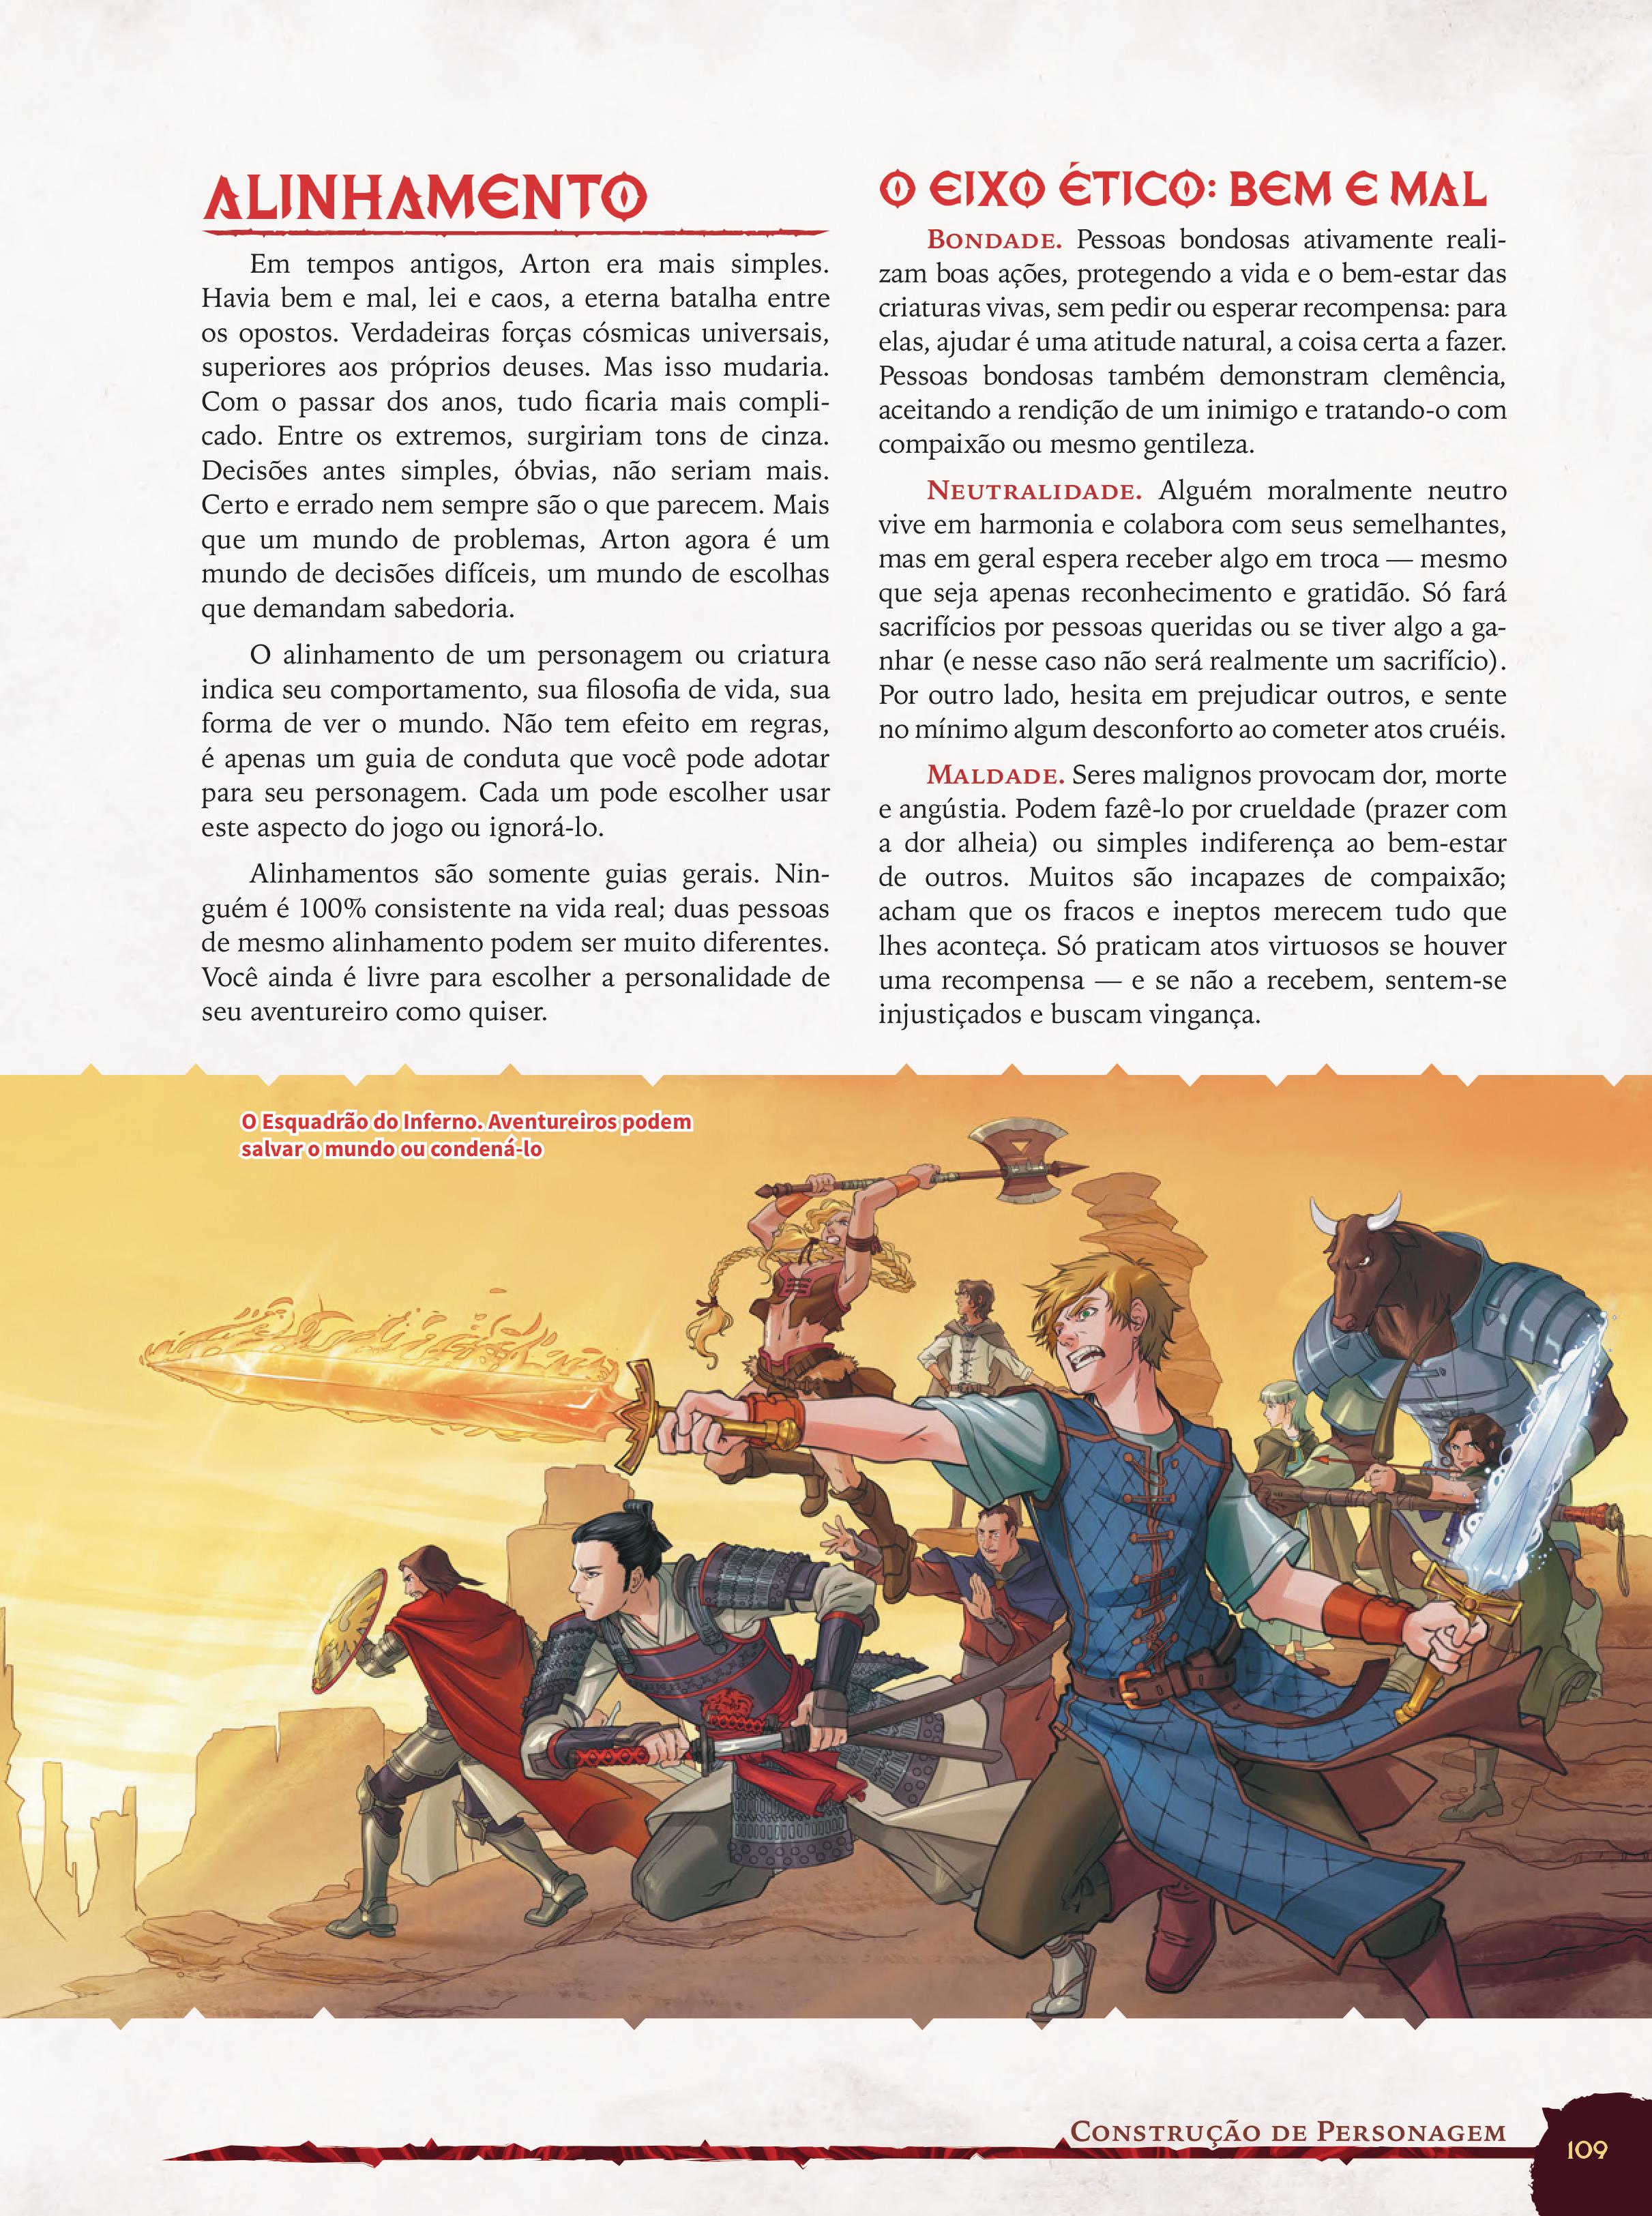 ALINHAMENTO
Em tempos antigos, Arton era mais simples.
Havia bem e mal, lei e caos, a eterna batalha entre
os opostos. Verdadeiras forças cósmicas universais,
superiores aos próprios deuses. Mas isso mudaria.
Com o passar dos anos, tudo ficaria mais compli-
cado. Entre os extremos, surgiriam tons de cinza.
Decisões antes simples, óbvias, não seriam mais.
Certo e errado nem sempre são o que parecem. Mais
que um mundo de problemas, Arton agora é um
mundo de decisões difíceis, um mundo de escolhas
que demandam sabedoria.
O alinhamento de um personagem ou criatura
indica seu comportamento, sua filosofia de vida, sua
forma de ver o mundo. Não tem efeito em regras,
é apenas um guia de conduta que você pode adotar
para seu personagem. Cada um pode escolher usar
este aspecto do jogo ou ignorá-lo.
Alinhamentos são somente guias gerais. Nin-
guém é 100% consistente na vida real; duas pessoas
de mesmo alinhamento podem ser muito diferentes.
Você ainda é livre para escolher a personalidade de
seu aventureiro como quiser.
O EIXO ÉTICO: BEM E MAL
BONDADE. Pessoas bondosas ativamente reali-
zam boas ações, protegendo a vida e o bem-estar das
criaturas vivas, sem pedir ou esperar recompensa: para
elas, ajudar é uma atitude natural, a coisa certa a fazer.
Pessoas bondosas também demonstram clemência,
aceitando a rendição de um inimigo e tratando-o com
compaixão ou mesmo gentileza.
NEUTRALIDADE. Alguém moralmente neutro
vive em harmonia e colabora com seus semelhantes,
mas em geral espera receber algo em troca — mesmo
que seja apenas reconhecimento e gratidão. Só fará
sacrifícios por pessoas queridas ou se tiver algo a ga-
nhar (e nesse caso não será realmente um sacrifício).
Por outro lado, hesita em prejudicar outros, e sente
no mínimo algum desconforto ao cometer atos cruéis.
MALDADE. Seres malignos provocam dor, morte
e angústia. Podem fazê-lo por crueldade (prazer com
a dor alheia) ou simples indiferença ao bem-estar
de outros. Muitos são incapazes de compaixão;
acham que os fracos e ineptos merecem tudo que
lhes aconteça. Só praticam atos virtuosos se houver
uma recompensa — e se não a recebem, sentem-se
injustiçados e buscam vingança.
O Esquadrão do Inferno. Aventureiros podem
salvar o mundo ou condená-lo
CONSTRUÇÃO DE PERSONAGEM
109